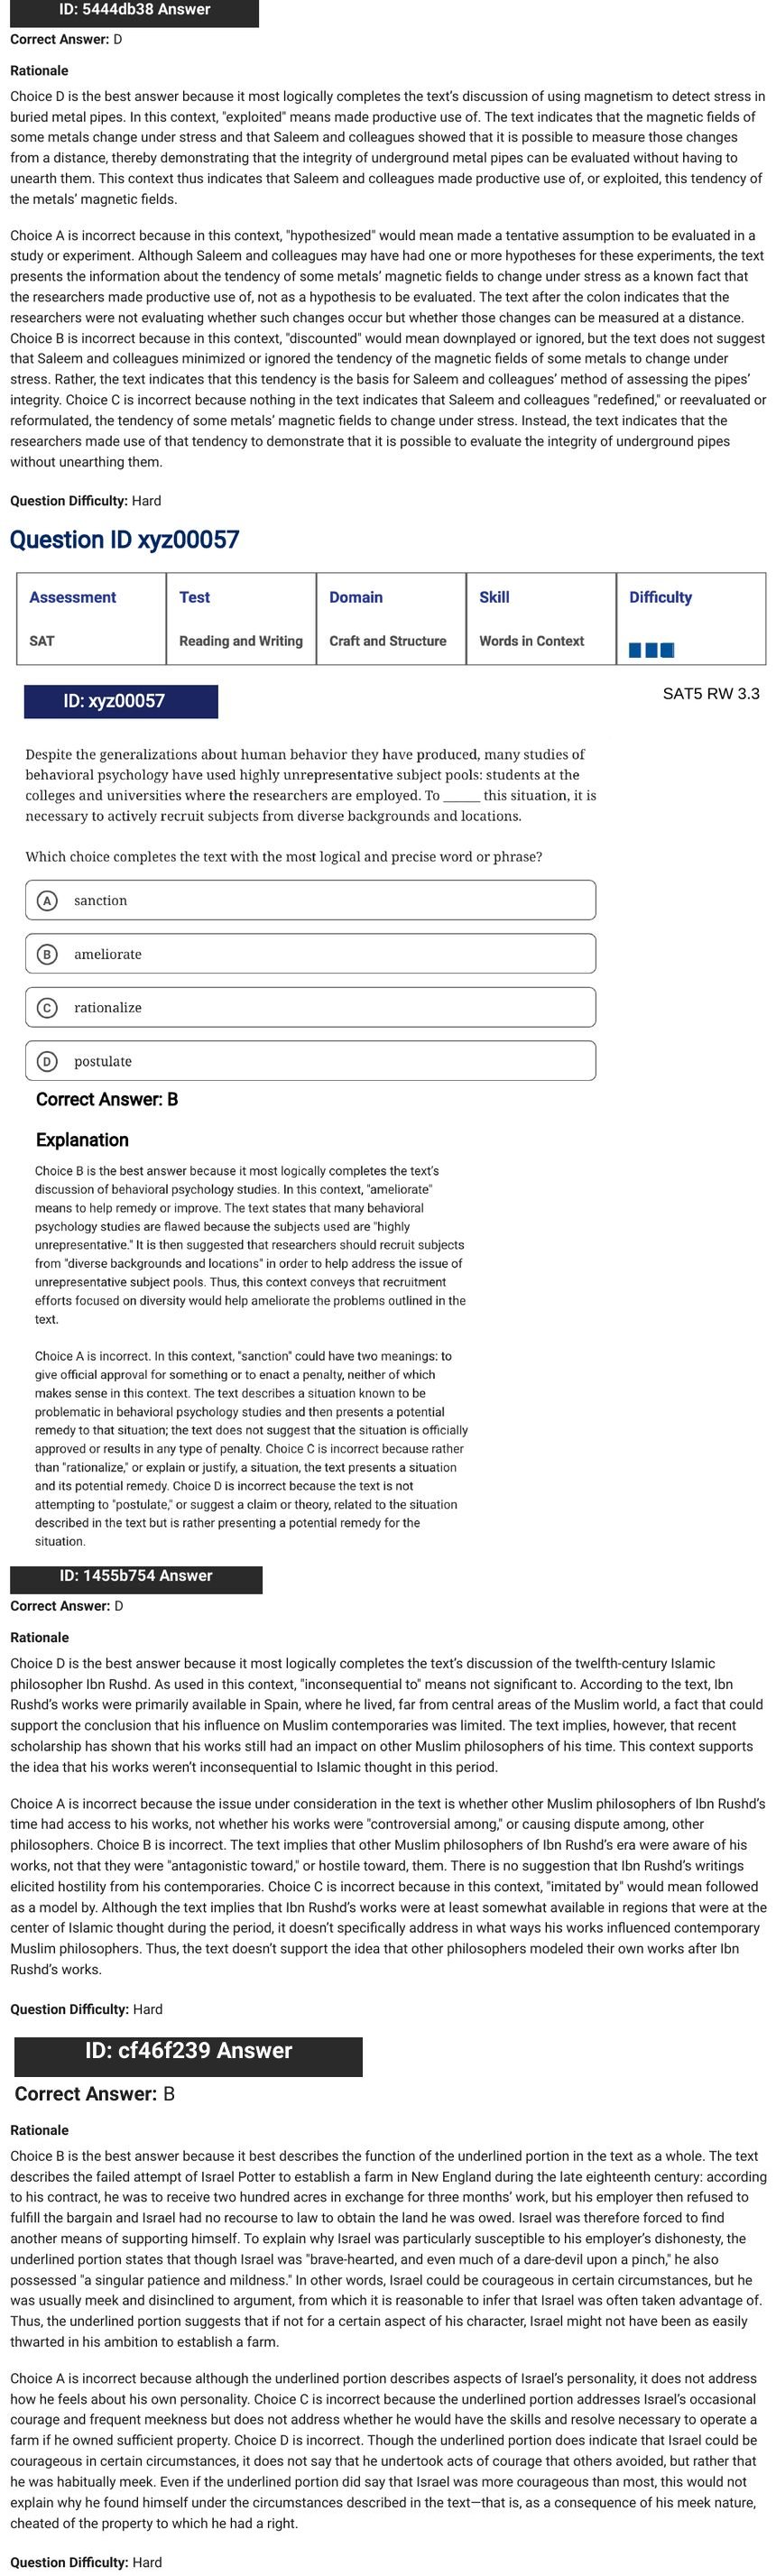 ID: 5444db38 Answer
Correct Answer: D
Rationale
Choice D is the best answer because it most logically completes the text's discussion of using magnetism to detect stress in
buried metal pipes. In this context, "exploited" means made productive use of. The text indicates that the magnetic fields of
some metals change under stress and that Saleem and colleagues showed that it is possible to measure those changes
from a distance, thereby demonstrating that the integrity of underground metal pipes can be evaluated without having to
unearth them. This context thus indicates that Saleem and colleagues made productive use of, or exploited, this tendency of
the metals' magnetic fields.
Choice A is incorrect because in this context, "hypothesized" would mean made a tentative assumption to be evaluated in a
study or experiment. Although Saleem and colleagues may have had one or more hypotheses for these experiments, the text
presents the information about the tendency of some metals' magnetic fields to change under stress as a known fact that
the researchers made productive use of, not as a hypothesis to be evaluated. The text after the colon indicates that the
researchers were not evaluating whether such changes occur but whether those changes can be measured at a distance.
Choice B is incorrect because in this context, "discounted" would mean downplayed or ignored, but the text does not suggest
that Saleem and colleagues minimized or ignored the tendency of the magnetic fields of some metals to change under
stress. Rather, the text indicates that this tendency is the basis for Saleem and colleagues' method of assessing the pipes'
integrity. Choice C is incorrect because nothing in the text indicates that Saleem and colleagues "redefined," or reevaluated or
reformulated, the tendency of some metals' magnetic fields to change under stress. Instead, the text indicates that the
researchers made use of that tendency to demonstrate that it is possible to evaluate the integrity of underground pipes
without unearthing them.
Question Difficulty: Hard
Question ID xyz00057
Assessment Test Domain Skill Difficulty
SAT Reading and Writing Craft and Structure Words in Context
ID: xyz00057
SAT5 RW 3.3
Despite the generalizations about human behavior they have produced, many studies of
behavioral psychology have used highly unrepresentative subject pools: students at the
colleges and universities where the researchers are employed. To ______ this situation, it is
necessary to actively recruit subjects from diverse backgrounds and locations.
Which choice completes the text with the most logical and precise word or phrase?
A sanction
B ameliorate
C rationalize
D postulate
Correct Answer: B
Explanation
Choice B is the best answer because it most logically completes the text's
discussion of behavioral psychology studies. In this context, "ameliorate"
means to help remedy or improve. The text states that many behavioral
psychology studies are flawed because the subjects used are "highly
unrepresentative." It is then suggested that researchers should recruit subjects
from "diverse backgrounds and locations" in order to help address the issue of
unrepresentative subject pools. Thus, this context conveys that recruitment
efforts focused on diversity would help ameliorate the problems outlined in the
text.
Choice A is incorrect. In this context, "sanction" could have two meanings: to
give official approval for something or to enact a penalty, neither of which
makes sense in this context. The text describes a situation known to be
problematic in behavioral psychology studies and then presents a potential
remedy to that situation; the text does not suggest that the situation is officially
approved or results in any type of penalty. Choice C is incorrect because rather
than "rationalize," or explain or justify, a situation, the text presents a situation
and its potential remedy. Choice D is incorrect because the text is not
attempting to "postulate," or suggest a claim or theory, related to the situation
described in the text but is rather presenting a potential remedy for the
situation.
ID: 1455b754 Answer
Correct Answer: D
Rationale
Choice D is the best answer because it most logically completes the text's discussion of the twelfth-century Islamic
philosopher Ibn Rushd. As used in this context, "inconsequential to" means not significant to. According to the text, Ibn
Rushd's works were primarily available in Spain, where he lived, far from central areas of the Muslim world, a fact that could
support the conclusion that his influence on Muslim contemporaries was limited. The text implies, however, that recent
scholarship has shown that his works still had an impact on other Muslim philosophers of his time. This context supports
the idea that his works weren't inconsequential to Islamic thought in this period.
Choice A is incorrect because the issue under consideration in the text is whether other Muslim philosophers of Ibn Rushd's
time had access to his works, not whether his works were "controversial among," or causing dispute among, other
philosophers. Choice B is incorrect. The text implies that other Muslim philosophers of Ibn Rushd's era were aware of his
works, not that they were "antagonistic toward," or hostile toward, them. There is no suggestion that Ibn Rushd's writings
elicited hostility from his contemporaries. Choice C is incorrect because in this context, "imitated by" would mean followed
as a model by. Although the text implies that Ibn Rushd's works were at least somewhat available in regions that were at the
center of Islamic thought during the period, it doesn't specifically address in what ways his works influenced contemporary
Muslim philosophers. Thus, the text doesn't support the idea that other philosophers modeled their own works after Ibn
Rushd's works.
Question Difficulty: Hard
ID: cf46f239 Answer
Correct Answer: B
Rationale
Choice B is the best answer because it best describes the function of the underlined portion in the text as a whole. The text
describes the failed attempt of Israel Potter to establish a farm in New England during the late eighteenth century: according
to his contract, he was to receive two hundred acres in exchange for three months' work, but his employer then refused to
fulfill the bargain and Israel had no recourse to law to obtain the land he was owed. Israel was therefore forced to find
another means of supporting himself. To explain why Israel was particularly susceptible to his employer's dishonesty, the
underlined portion states that though Israel was "brave-hearted, and even much of a dare-devil upon a pinch," he also
possessed "a singular patience and mildness." In other words, Israel could be courageous in certain circumstances, but he
was usually meek and disinclined to argument, from which it is reasonable to infer that Israel was often taken advantage of.
Thus, the underlined portion suggests that if not for a certain aspect of his character, Israel might not have been as easily
thwarted in his ambition to establish a farm.
Choice A is incorrect because although the underlined portion describes aspects of Israel's personality, it does not address
how he feels about his own personality. Choice C is incorrect because the underlined portion addresses Israel's occasional
courage and frequent meekness but does not address whether he would have the skills and resolve necessary to operate a
farm if he owned sufficient property. Choice D is incorrect. Though the underlined portion does indicate that Israel could be
courageous in certain circumstances, it does not say that he undertook acts of courage that others avoided, but rather that
he was habitually meek. Even if the underlined portion did say that Israel was more courageous than most, this would not
explain why he found himself under the circumstances described in the text—that is, as a consequence of his meek nature,
cheated of the property to which he had a right.
Question Difficulty: Hard